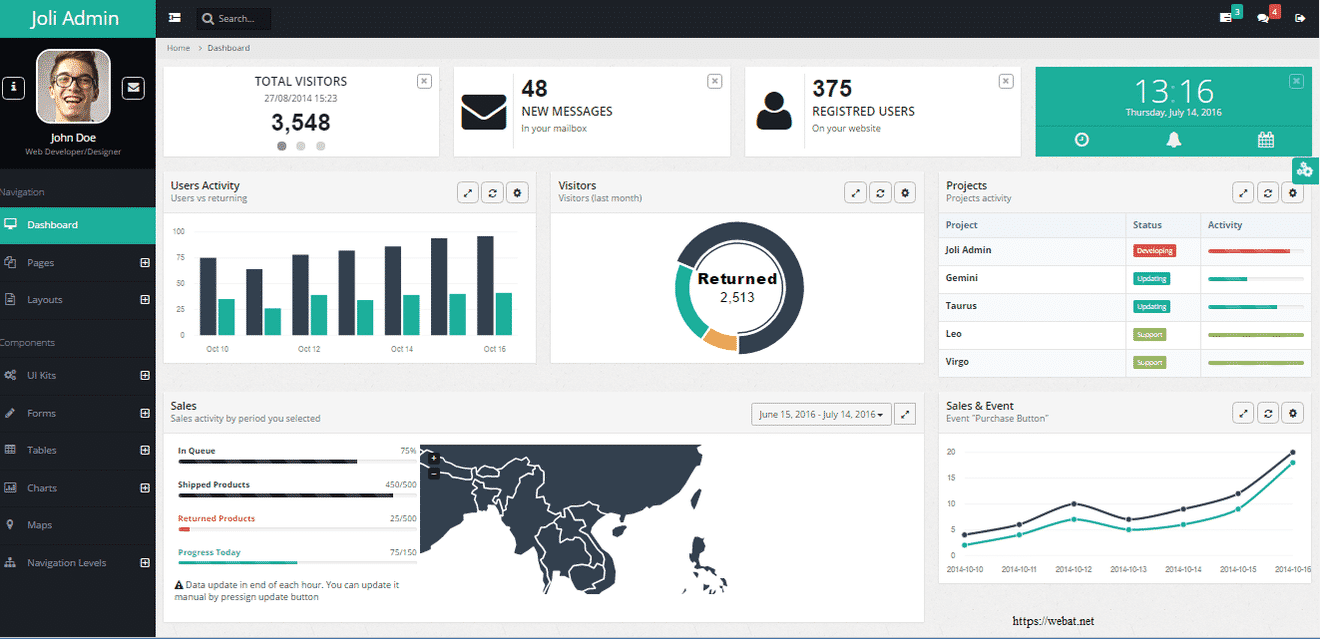 Joli Admin
Search...
3
4
John Doe
Web Developer/Designer
Navigation
Dashboard
Pages
Layouts
Components
UI Kits
Forms
Tables
Charts
Maps
Navigation Levels
Home > Dashboard
TOTAL VISITORS
27/08/2014 15:23
3,548
48
NEW MESSAGES
In your mailbox
375
REGISTRED USERS
On your website
13:16
Thursday, July 14, 2016
Users Activity
Users vs returning
100
75
50
25
0
Oct 10
Oct 12
Oct 14
Oct 16
Visitors
Visitors (last month)
Returned
2,513
Projects
Projects activity
Project Status Activity
Joli Admin Developing
Gemini Updating
Taurus Updating
Leo Support
Virgo Support
Sales
Sales activity by period you selected
June 15, 2016 - July 14, 2016
In Queue 75%
Shipped Products 450/500
Returned Products 25/500
Progress Today 75/150
Data update in end of each hour. You can update it
manual by pressign update button
+
−
Sales & Event
Event "Purchase Button"
20
15
10
5
0
2014-10-10
2014-10-11
2014-10-12
2014-10-13
2014-10-14
2014-10-15
2014-10-16
https://webat.net